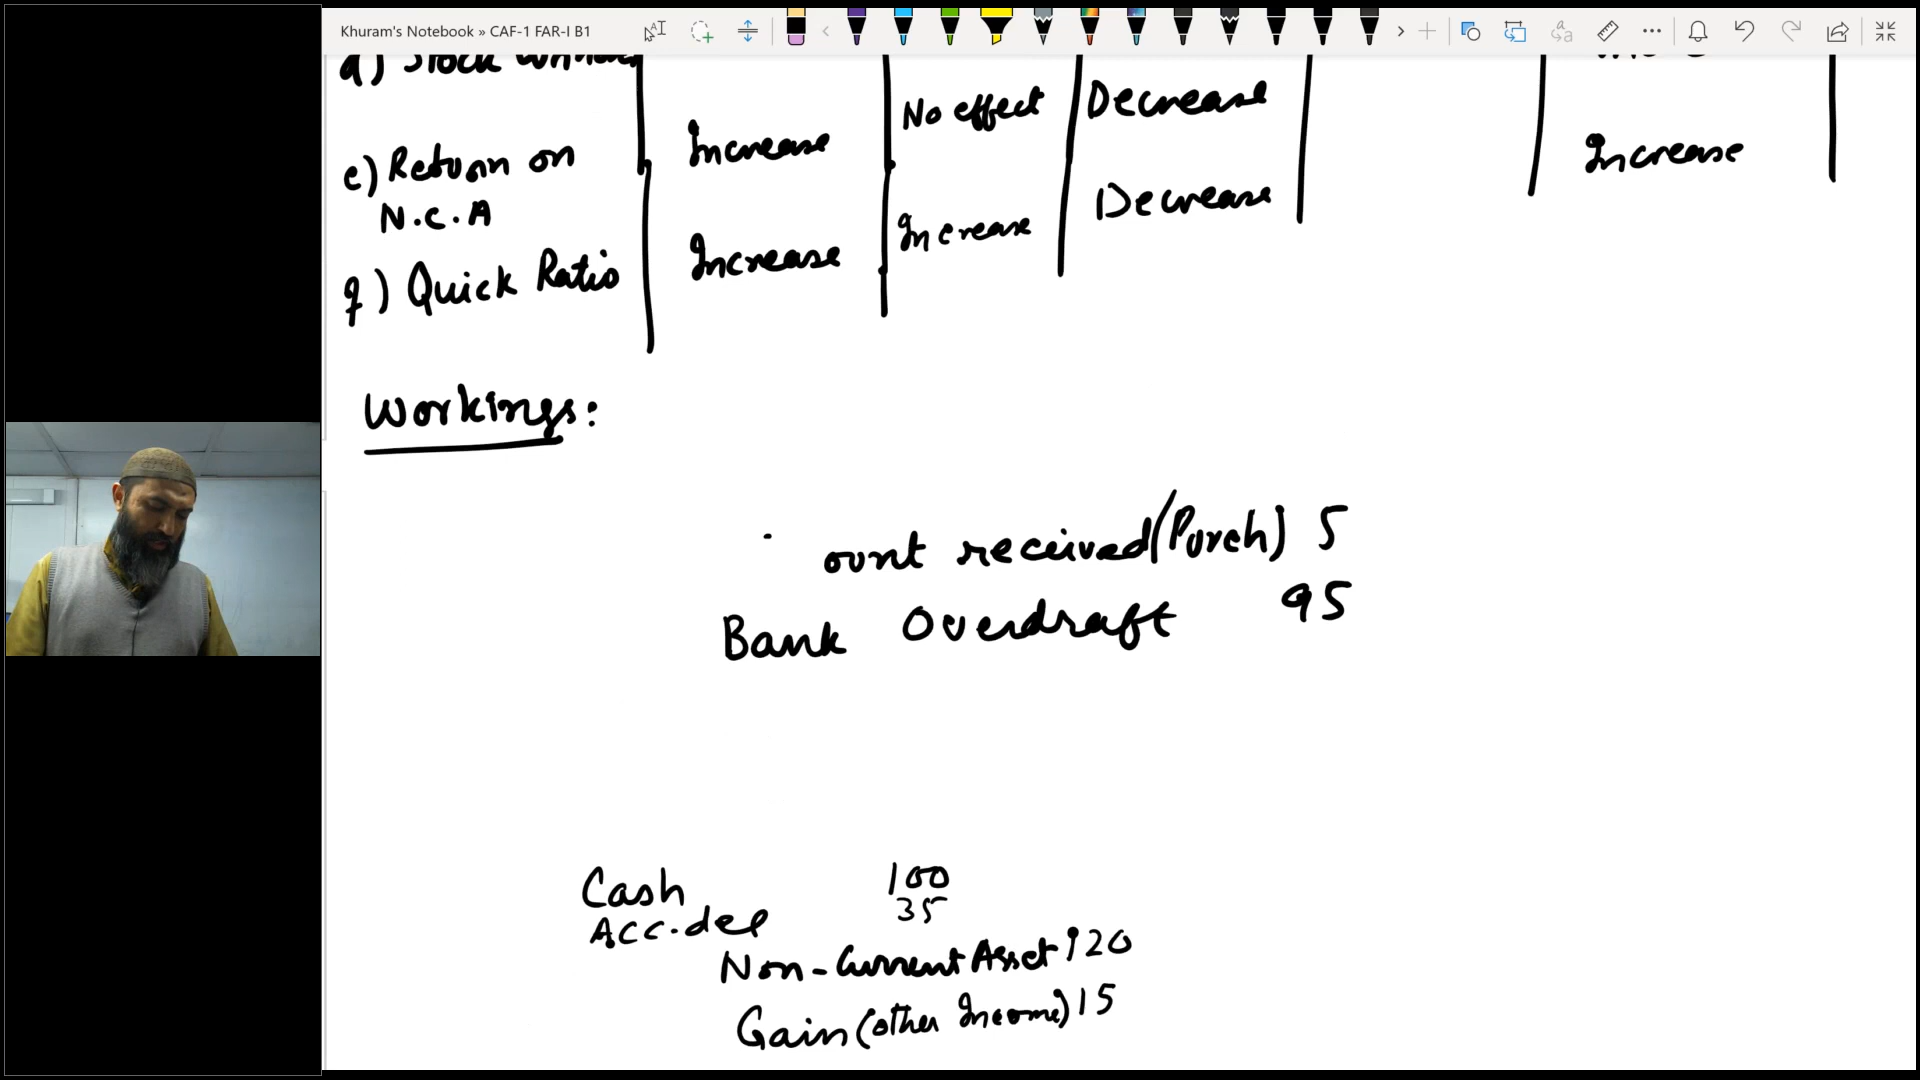 Khuram's Notebook » CAF-1 FAR-I B1
d) Stock
No effect
Decrease
e) Return on
N.C.A
Increase
Increase
q) Quick Ratio
Increase
Increase
Decrease
Workings:
ount received (Purch) 5
Bank Overdraft 95
Cash 100
Acc.dep 35
Non-Current Asset 120
Gain (other Income) 15